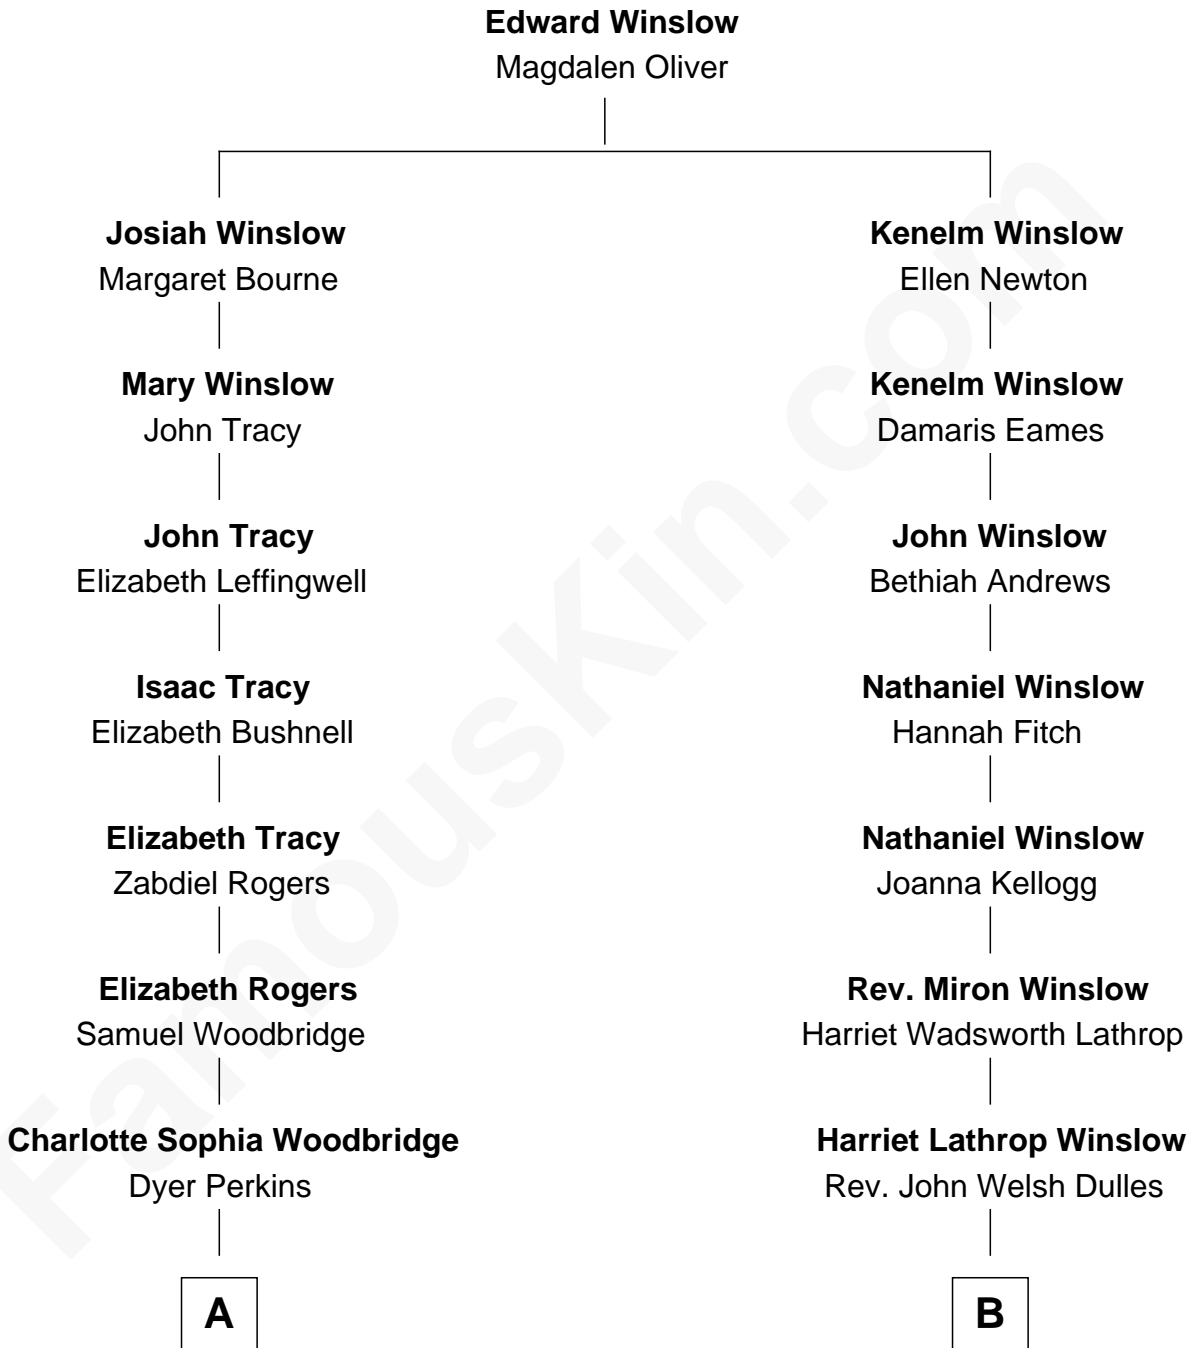 Edward Winslow
Magdalen Oliver
Josiah Winslow
Margaret Bourne
Kenelm Winslow
Ellen Newton
Mary Winslow
John Tracy
Kenelm Winslow
Damaris Eames
John Tracy
Elizabeth Leffingwell
John Winslow
Bethiah Andrews
Isaac Tracy
Elizabeth Bushnell
Nathaniel Winslow
Hannah Fitch
Elizabeth Tracy
Zabdiel Rogers
Nathaniel Winslow
Joanna Kellogg
Elizabeth Rogers
Samuel Woodbridge
Rev. Miron Winslow
Harriet Wadsworth Lathrop
Charlotte Sophia Woodbridge
Dyer Perkins
Harriet Lathrop Winslow
Rev. John Welsh Dulles
A
B
FamousKin.com